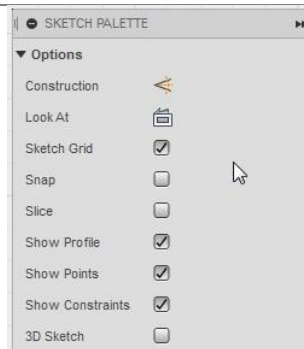 SKETCH PALETTE
Options
Construction
Look At
Sketch Grid
Snap
Slice
Show Profile
Show Points
Show Constraints
3D Sketch